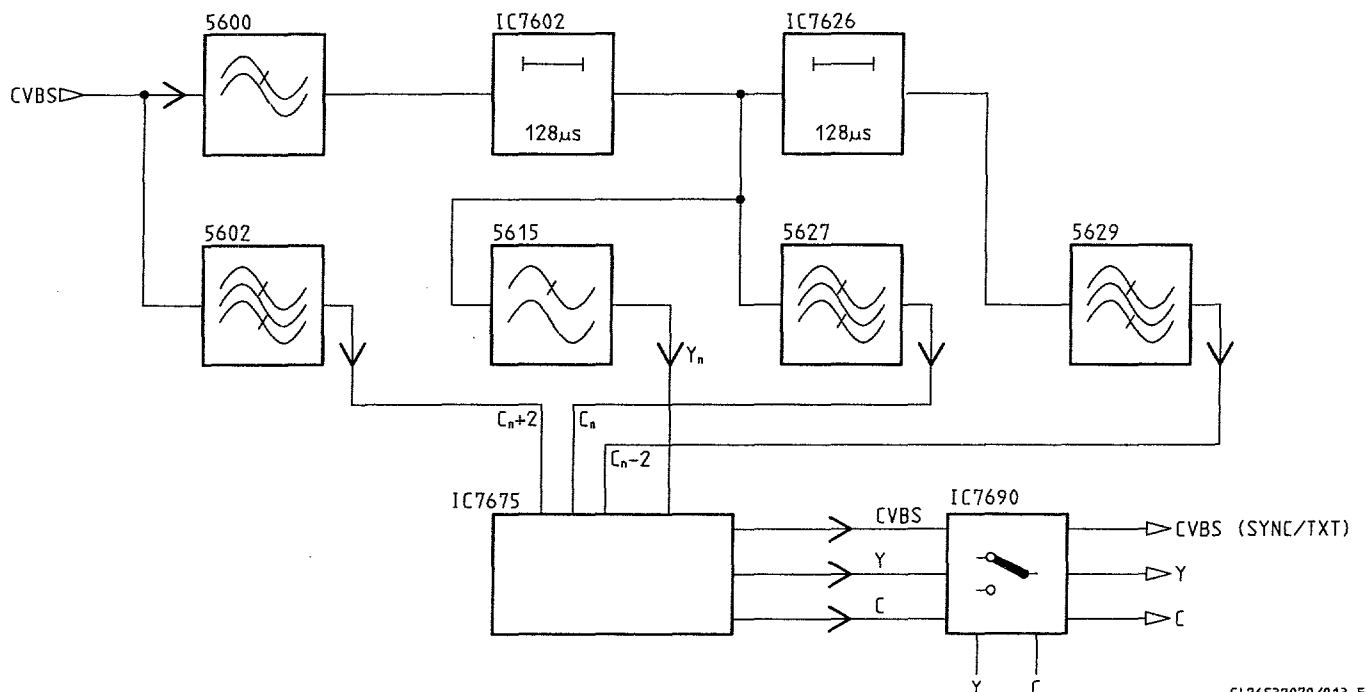 5600
IC7602
IC7626
CVBS
128µs
128µs
5602
5615
5627
5629
Yn
Cn+2
Cn
Cn-2
IC7675
IC7690
CVBS
CVBS (SYNC/TXT)
Y
Y
C
C
Y
C